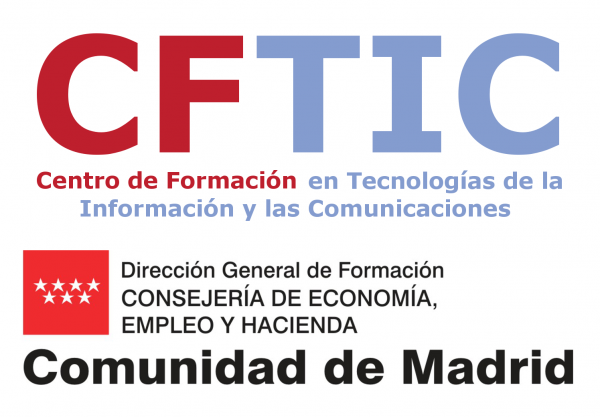 CFTIC
Centro de Formación en Tecnologías de la
Información y las Comunicaciones
Dirección General de Formación
CONSEJERÍA DE ECONOMÍA,
EMPLEO Y HACIENDA
Comunidad de Madrid